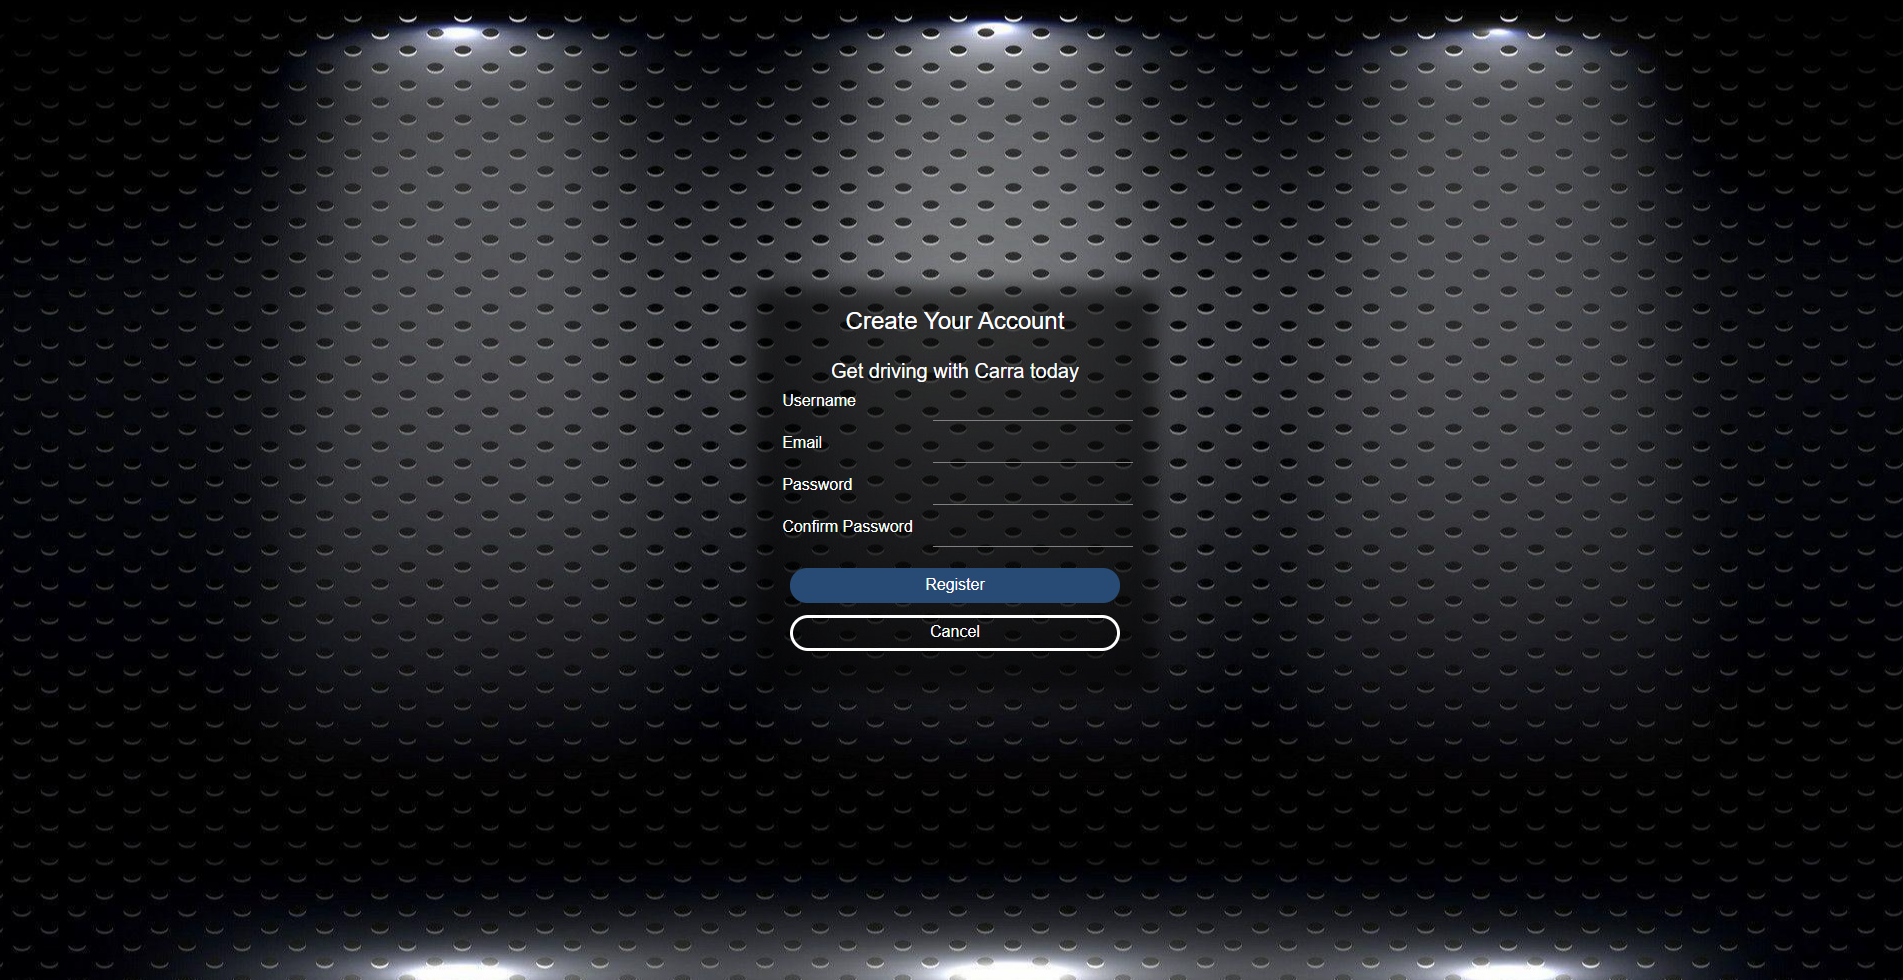 Create Your Account
Get driving with Carra today
Username
Email
Password
Confirm Password
Register
Cancel